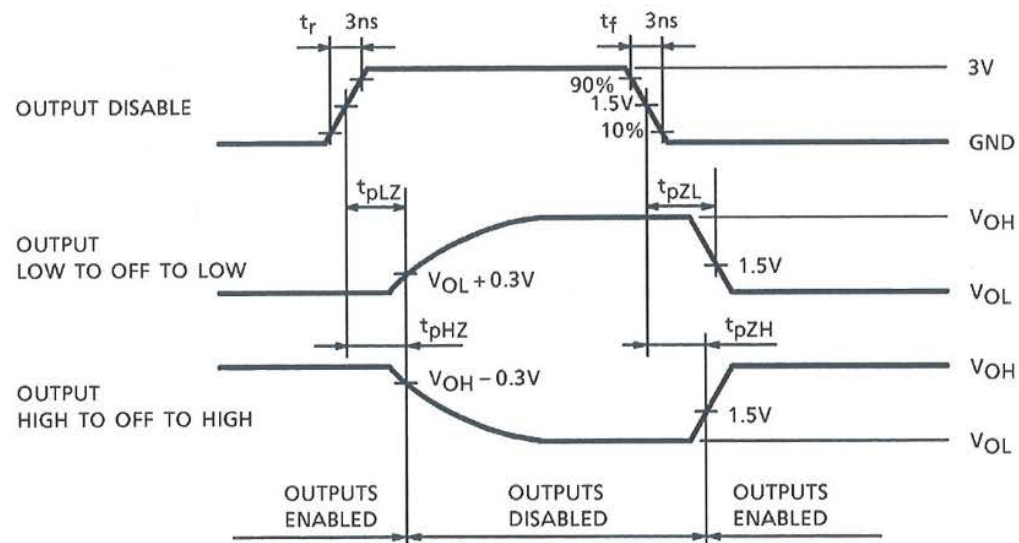 tr 3ns
tf 3ns
3V
90%
OUTPUT DISABLE
1.5V
10%
GND
tpLZ
tpZL
VOH
OUTPUT
LOW TO OFF TO LOW
VOL + 0.3V
1.5V
VOL
tpHZ
tpZH
VOH
VOH − 0.3V
OUTPUT
HIGH TO OFF TO HIGH
1.5V
VOL
OUTPUTS
ENABLED
OUTPUTS
DISABLED
OUTPUTS
ENABLED